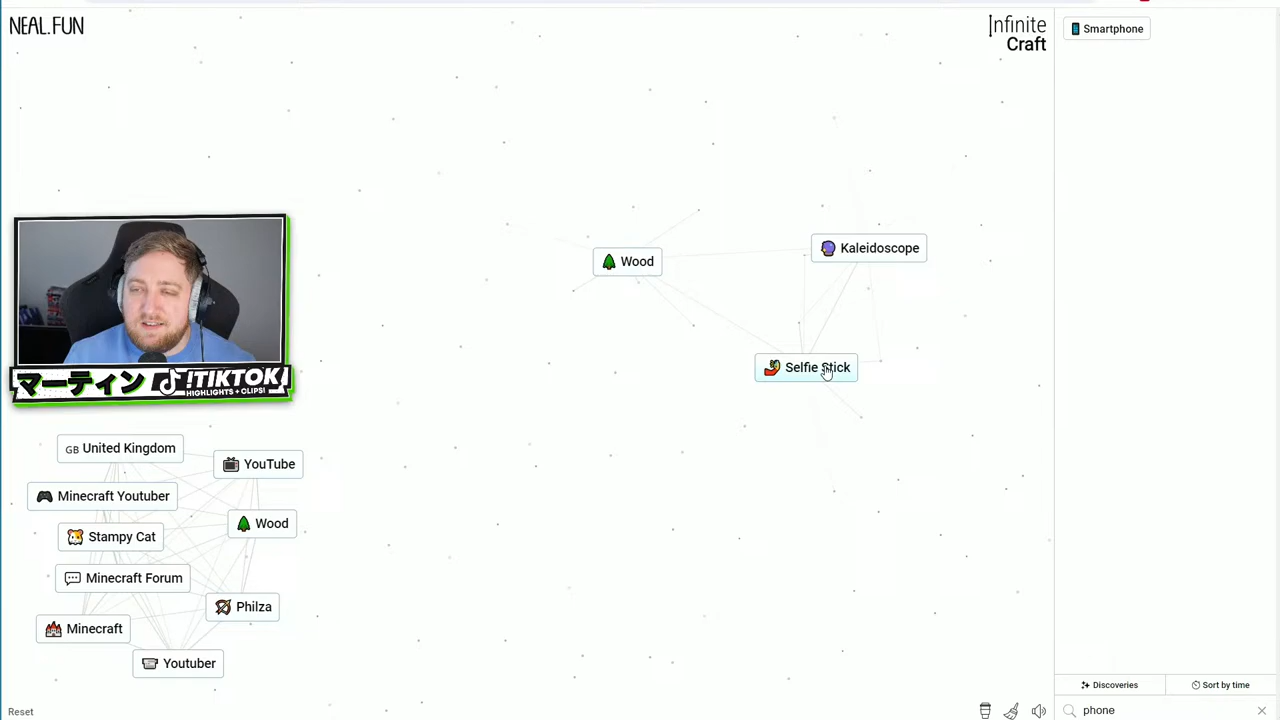 NEAL.FUN
Infinite
Craft
Smartphone
Wood
Kaleidoscope
Selfie Stick
マーティン !TIKTOK
HIGHLIGHTS + CLIPS!
GB United Kingdom
YouTube
Minecraft Youtuber
Wood
Stampy Cat
Minecraft Forum
Philza
Minecraft
Youtuber
Discoveries
Sort by time
Reset
phone